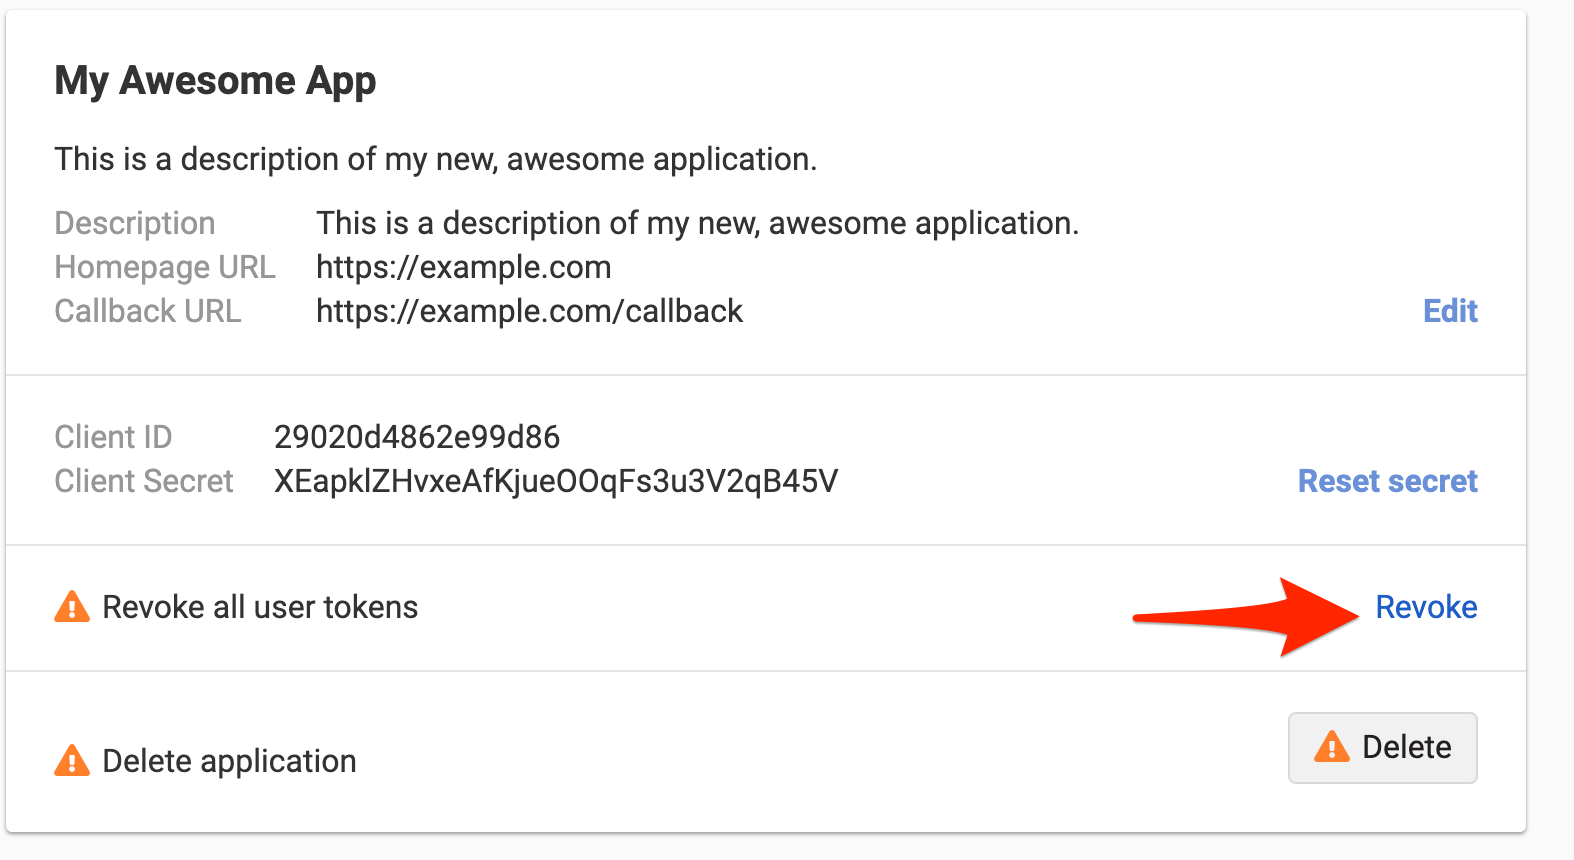 My Awesome App
This is a description of my new, awesome application.
Description This is a description of my new, awesome application.
Homepage URL https://example.com
Callback URL https://example.com/callback Edit
Client ID 29020d4862e99d86
Client Secret XEapklZHvxeAfKjueOOqFs3u3V2qB45V Reset secret
Revoke all user tokens Revoke
Delete application Delete